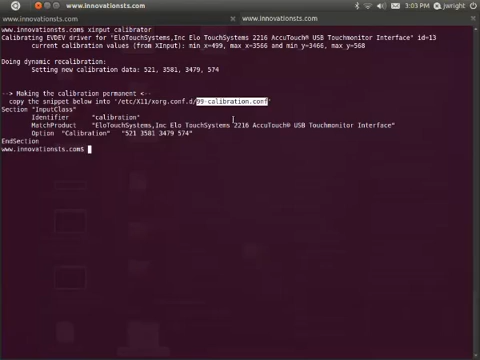 www.innovationsts.com
3:03 PM
jwright
www.innovationsts.com
www.innovationsts.com
www.innovationsts.com$ xinput_calibrator
Calibrating EVDEV driver for "EloTouchSystems,Inc Elo TouchSystems 2216 AccuTouch® USB Touchmonitor Interface" id=13
current calibration values (from XInput): min_x=499, max_x=3566 and min_y=3466, max_y=568
Doing dynamic recalibration:
Setting new calibration data: 521, 3581, 3479, 574
--> Making the calibration permanent <--
copy the snippet below into '/etc/X11/xorg.conf.d/99-calibration.conf'
Section "InputClass"
Identifier "calibration"
MatchProduct "EloTouchSystems,Inc Elo TouchSystems 2216 AccuTouch® USB Touchmonitor Interface"
Option "Calibration" "521 3581 3479 574"
EndSection
www.innovationsts.com$